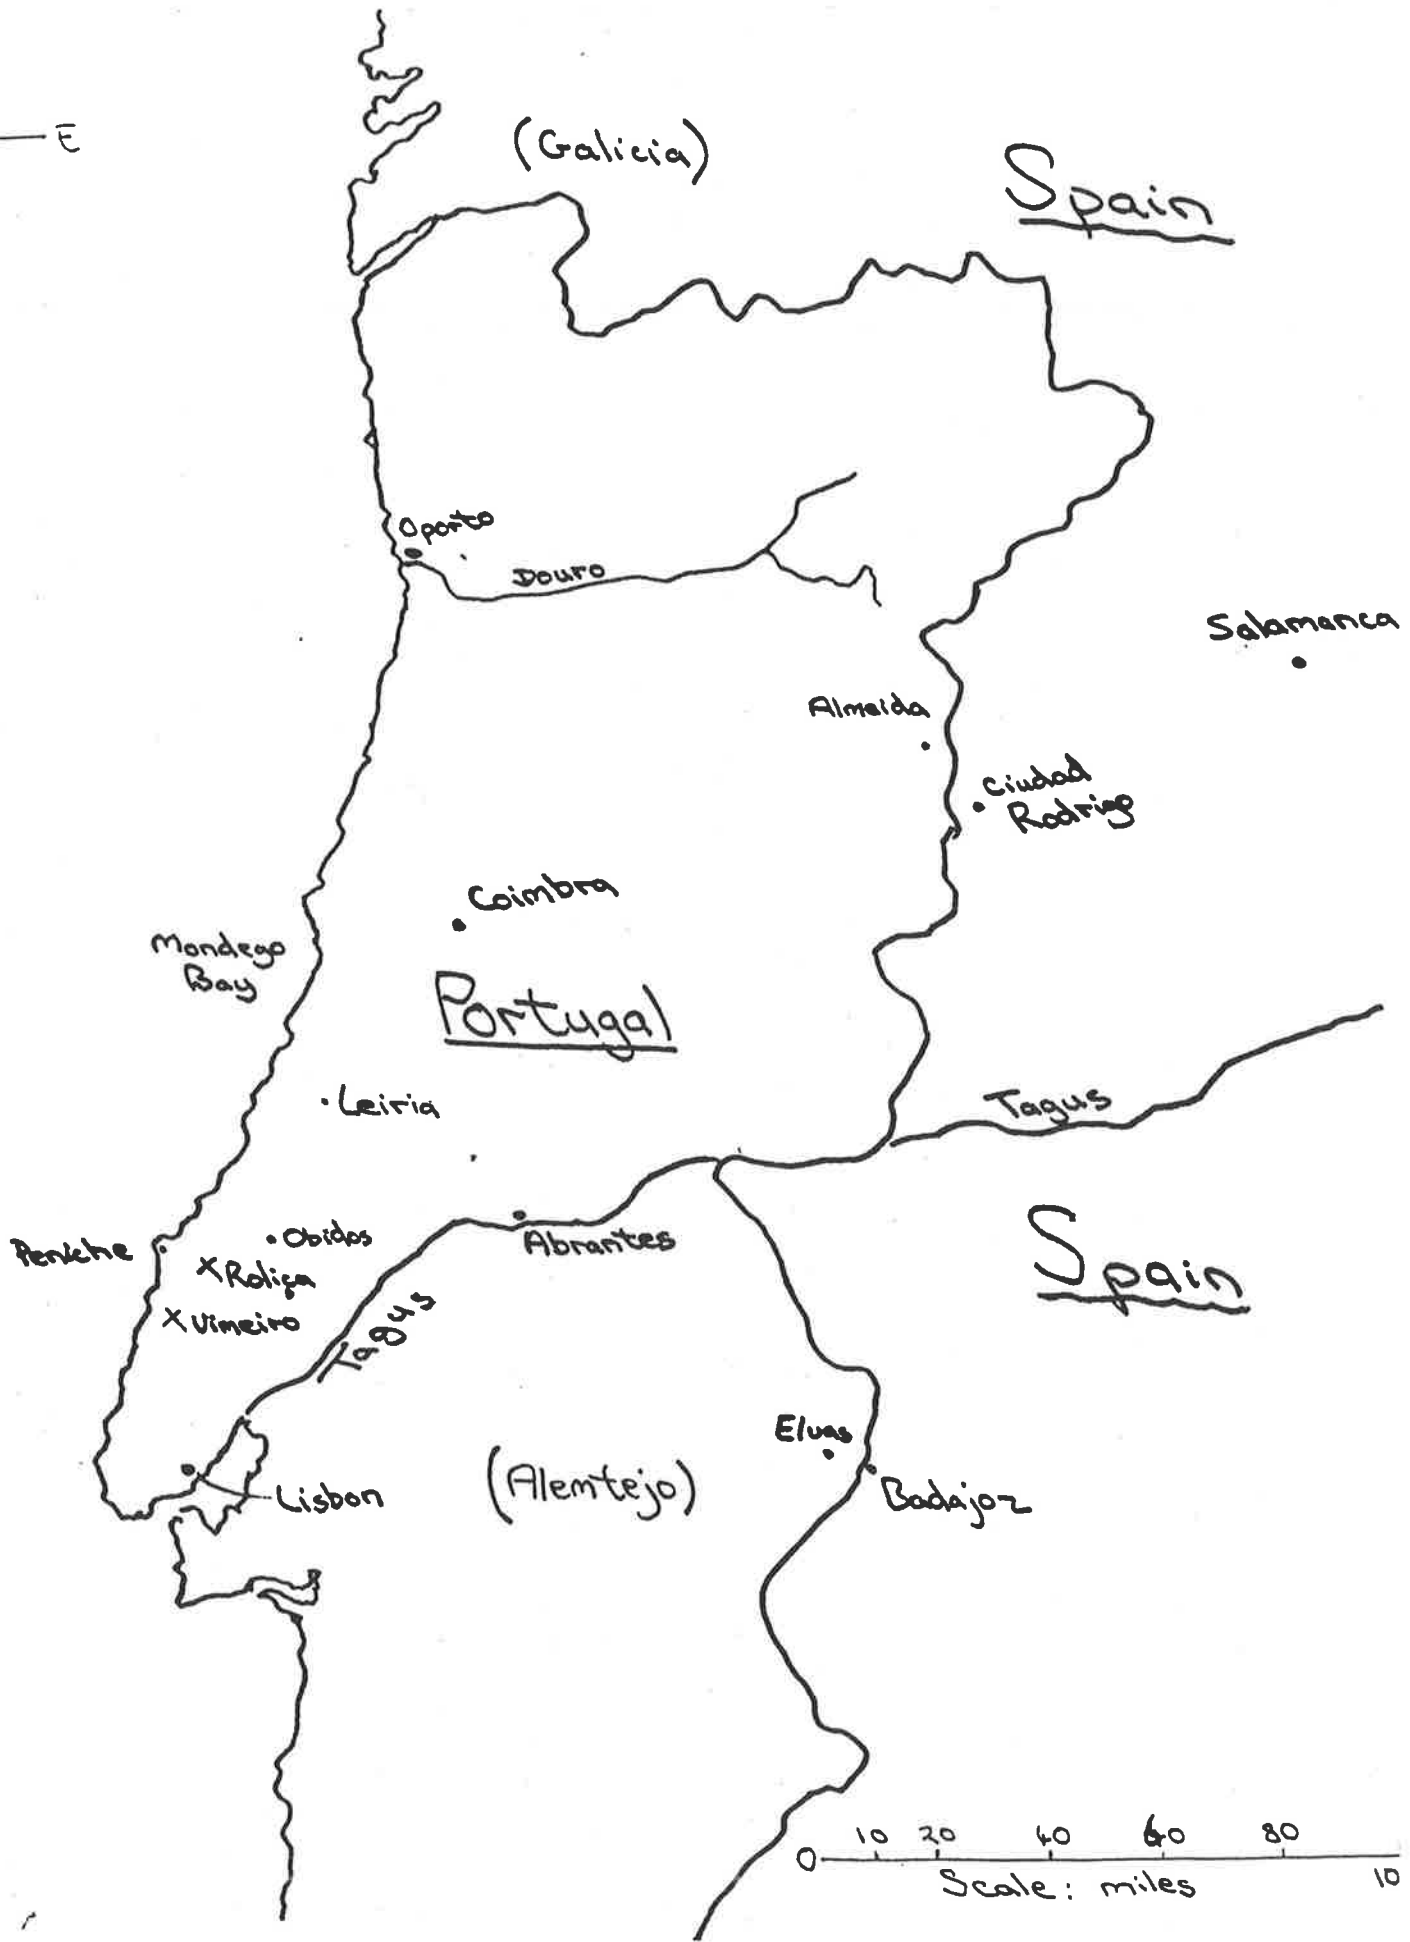 E
(Galicia)
Spain
Oporto
Douro
Salamanca
Almeida
Ciudad
Rodrigo
Coimbra
Mondego
Bay
Portugal
Leiria
Tagus
Peniche
Obidos
Roliça
Abrantes
Spain
Vimeiro
Tagus
Elvas
(Alemtejo)
Lisbon
Badajoz
0 10 20 40 60 80 10
Scale: miles